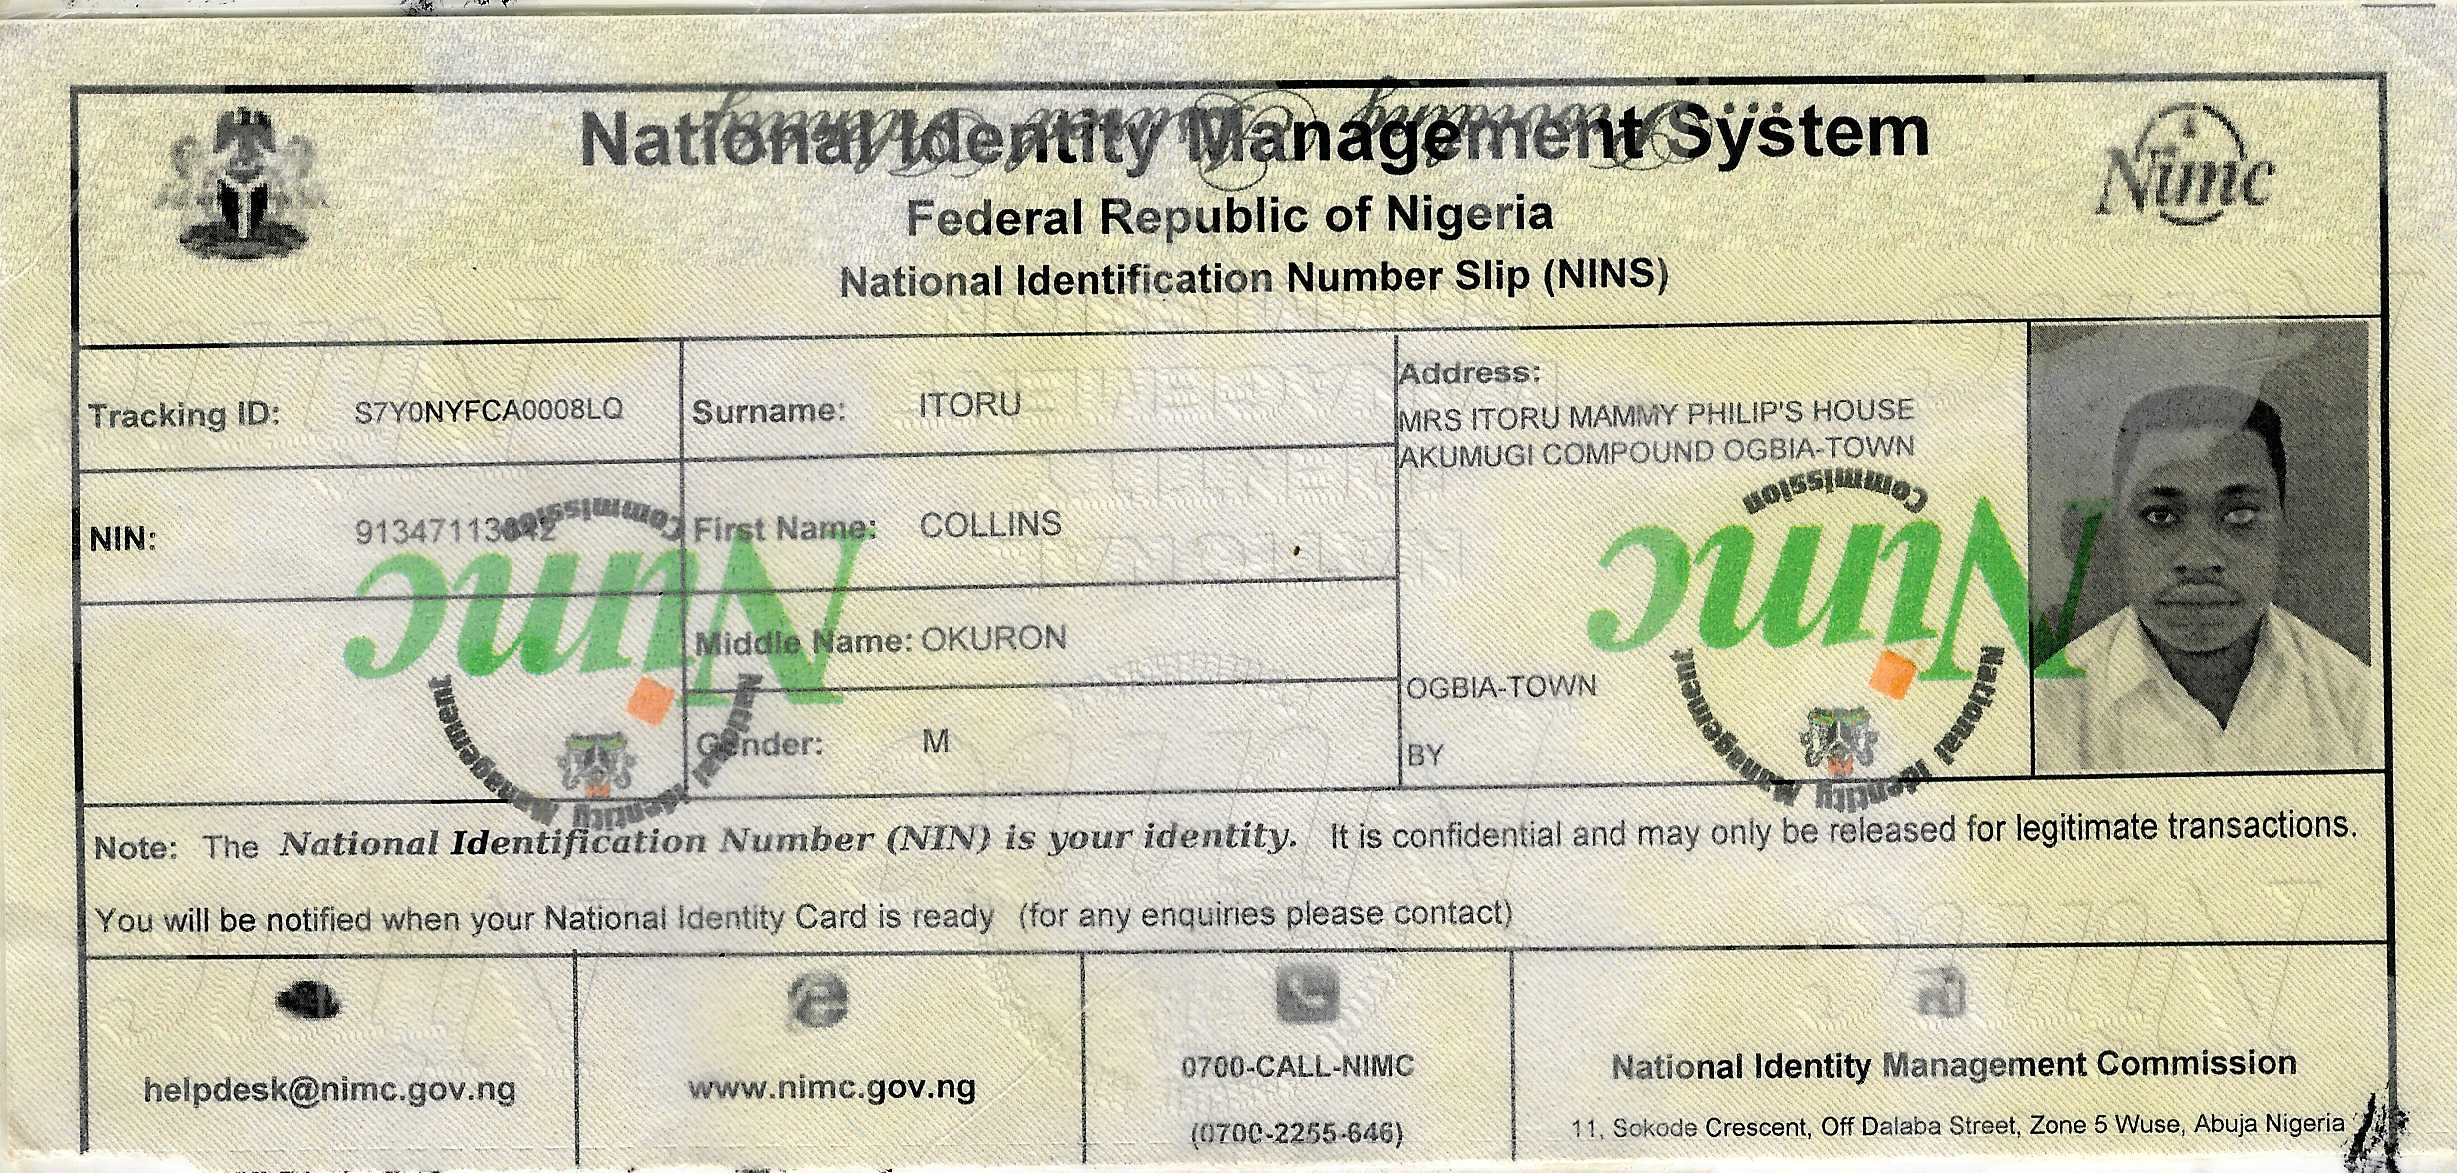 National Identity Management System
Federal Republic of Nigeria
National Identification Number Slip (NINS)
Nimc
Tracking ID: S7Y0NYFCA0008LQ
Surname: ITORU
Address:
MRS ITORU MAMMY PHILIP'S HOUSE
AKUMUGI COMPOUND OGBIA-TOWN
NIN:
First Name: COLLINS
Middle Name: OKURON
OGBIA-TOWN
Gender: M
BY
Nimc
National Identity Management Commission
Nimc
National Identity Management Commission
Note: The National Identification Number (NIN) is your identity. It is confidential and may only be released for legitimate transactions.
You will be notified when your National Identity Card is ready (for any enquiries please contact)
helpdesk@nimc.gov.ng
www.nimc.gov.ng
0700-CALL-NIMC
(0700-2255-646)
National Identity Management Commission
11, Sokode Crescent, Off Dalaba Street, Zone 5 Wuse, Abuja Nigeria